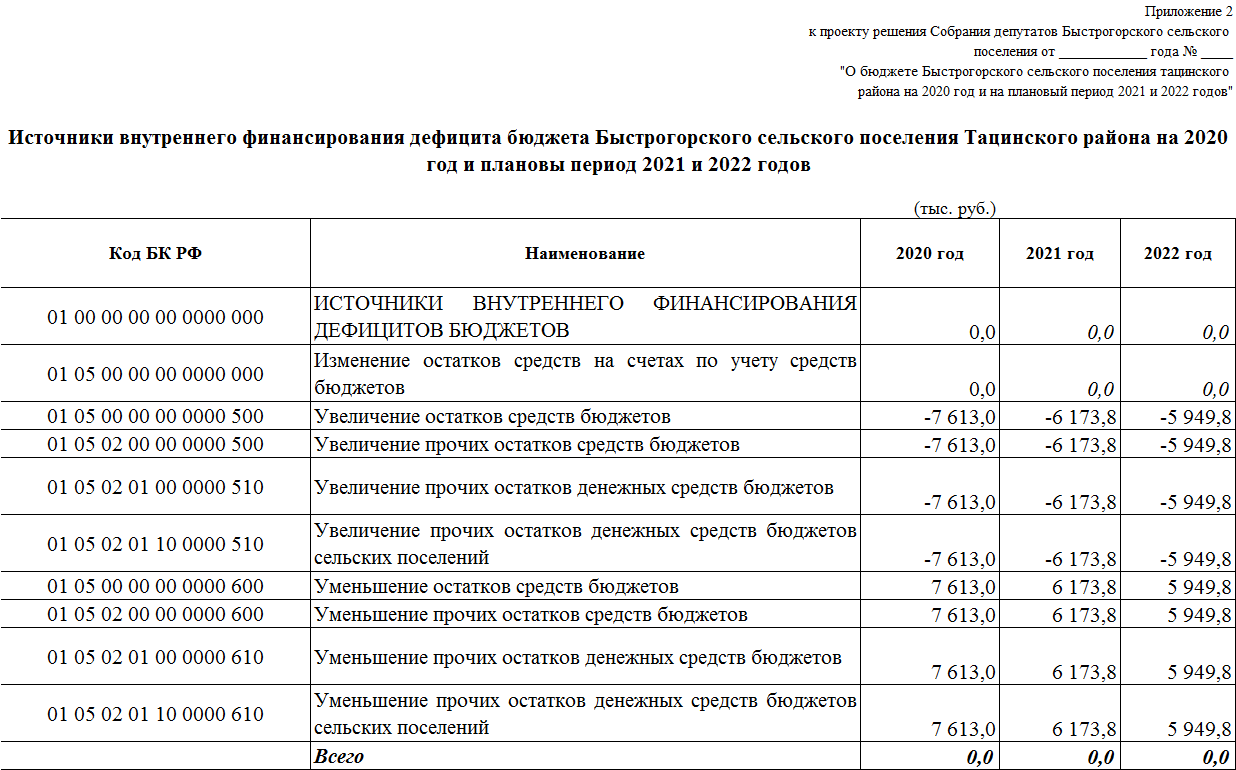 Приложение 2
к проекту решения Собрания депутатов Быстрогорского сельского
поселения от ____________ года № ____
"О бюджете Быстрогорского сельского поселения тацинского
района на 2020 год и на плановый период 2021 и 2022 годов"
Источники внутреннего финансирования дефицита бюджета Быстрогорского сельского поселения Тацинского района на 2020
год и плановы период 2021 и 2022 годов
(тыс. руб.)
Код БК РФ Наименование 2020 год 2021 год 2022 год
ИСТОЧНИКИ ВНУТРЕННЕГО ФИНАНСИРОВАНИЯ
01 00 00 00 00 0000 000 ДЕФИЦИТОВ БЮДЖЕТОВ 0,0 0,0 0,0
Изменение остатков средств на счетах по учету средств
01 05 00 00 00 0000 000 бюджетов 0,0 0,0 0,0
01 05 00 00 00 0000 500 Увеличение остатков средств бюджетов -7 613,0 -6 173,8 -5 949,8
01 05 02 00 00 0000 500 Увеличение прочих остатков средств бюджетов -7 613,0 -6 173,8 -5 949,8
01 05 02 01 00 0000 510 Увеличение прочих остатков денежных средств бюджетов -7 613,0 -6 173,8 -5 949,8
Увеличение прочих остатков денежных средств бюджетов
01 05 02 01 10 0000 510 сельских поселений -7 613,0 -6 173,8 -5 949,8
01 05 00 00 00 0000 600 Уменьшение остатков средств бюджетов 7 613,0 6 173,8 5 949,8
01 05 02 00 00 0000 600 Уменьшение прочих остатков средств бюджетов 7 613,0 6 173,8 5 949,8
01 05 02 01 00 0000 610 Уменьшение прочих остатков денежных средств бюджетов 7 613,0 6 173,8 5 949,8
Уменьшение прочих остатков денежных средств бюджетов
01 05 02 01 10 0000 610 сельских поселений 7 613,0 6 173,8 5 949,8
Всего 0,0 0,0 0,0